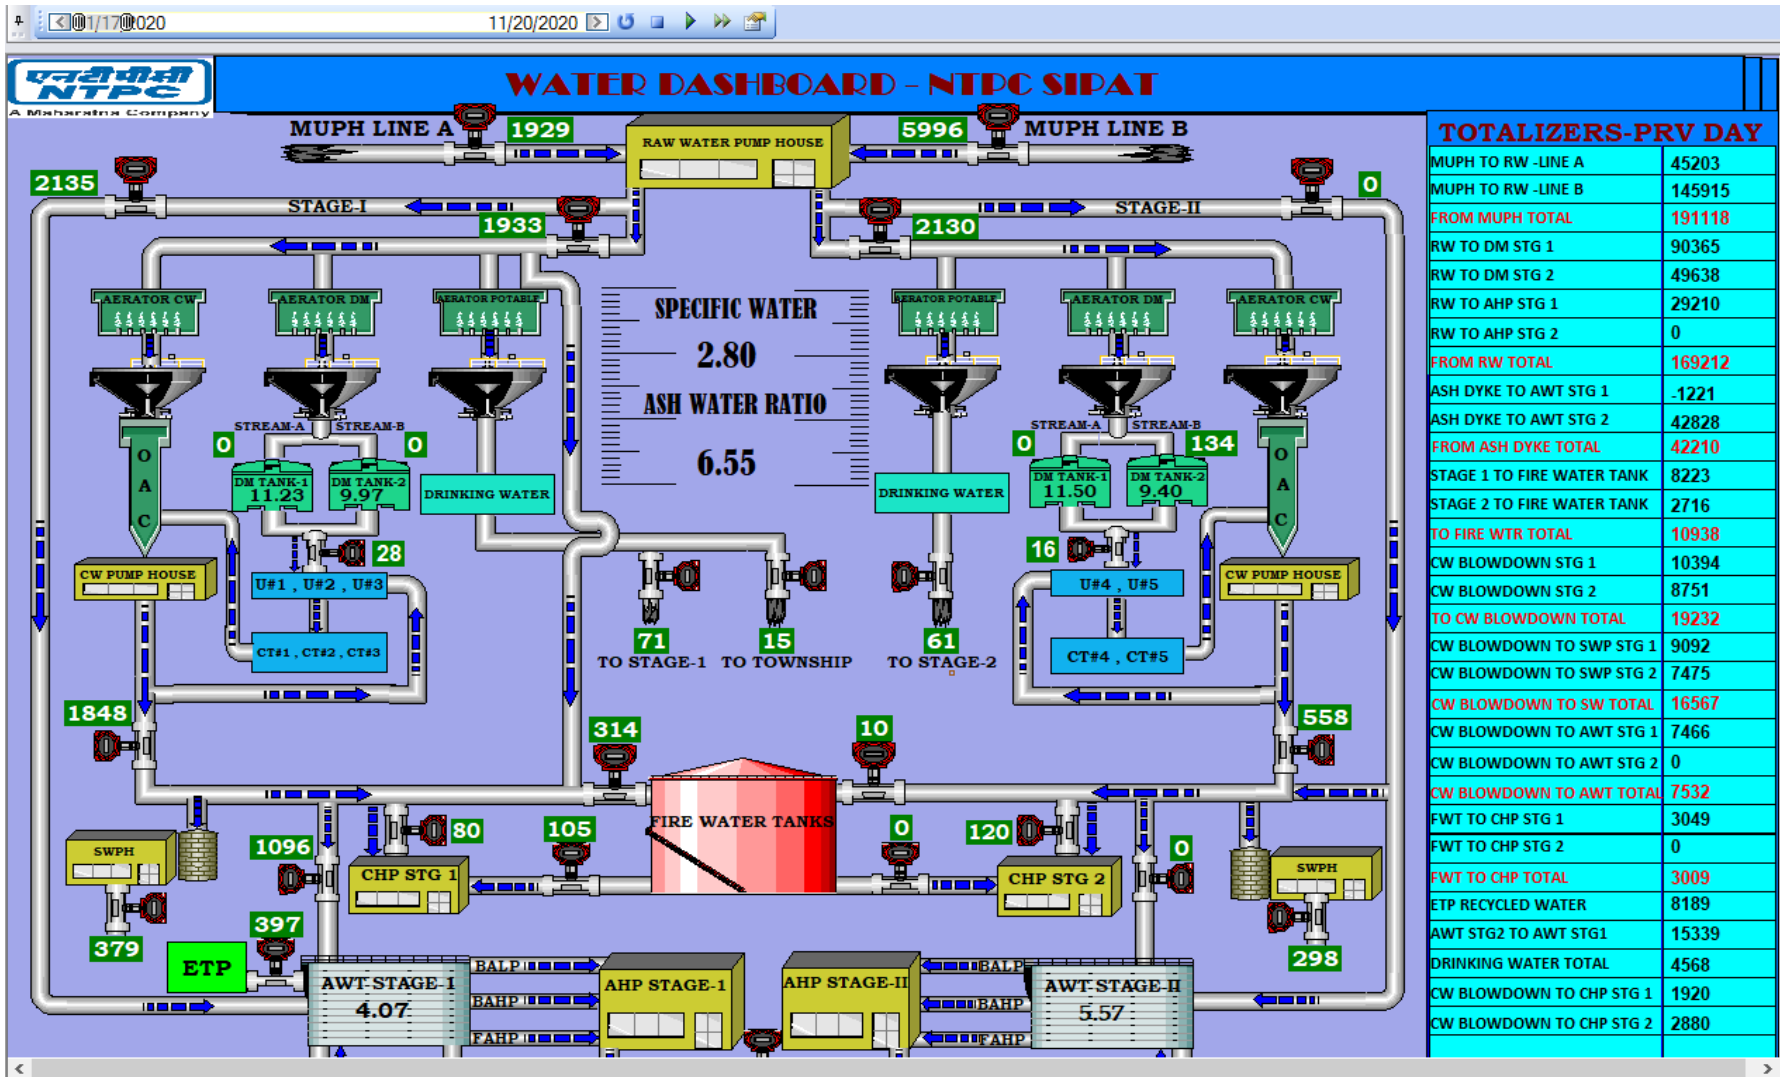 1/17/2020 11/20/2020
एनटीपीसी
NTPC
A Maharatna Company
WATER DASHBOARD - NTPC SIPAT
MUPH LINE A 1929 RAW WATER PUMP HOUSE 5996 MUPH LINE B
2135 STAGE-I 1933 2130 STAGE-II 0
AERATOR CW AERATOR DM AERATOR POTABLE AERATOR POTABLE AERATOR DM AERATOR CW
SPECIFIC WATER
2.80
ASH WATER RATIO
6.55
STREAM-A STREAM-B STREAM-A STREAM-B
0 0 0 134
OAC OAC
DM TANK-1 DM TANK-2 DM TANK-1 DM TANK-2
11.23 9.97 11.50 9.40
DRINKING WATER DRINKING WATER
28 16
CW PUMP HOUSE U#1 , U#2 , U#3 U#4 , U#5 CW PUMP HOUSE
CT#1 , CT#2 , CT#3 CT#4 , CT#5
71 15 61
TO STAGE-1 TO TOWNSHIP TO STAGE-2
1848 314 10 558
FIRE WATER TANKS
80 105 0 120
SWPH 1096 0 SWPH
CHP STG 1 CHP STG 2
379 397 298
ETP AWT-STAGE-I AWT-STAGE-II
4.07 5.57
BALP AHP STAGE-1 AHP STAGE-II BALP
BAHP BAHP
FAHP FAHP
TOTALIZERS-PRV DAY
MUPH TO RW -LINE A 45203
MUPH TO RW -LINE B 145915
FROM MUPH TOTAL 191118
RW TO DM STG 1 90365
RW TO DM STG 2 49638
RW TO AHP STG 1 29210
RW TO AHP STG 2 0
FROM RW TOTAL 169212
ASH DYKE TO AWT STG 1 -1221
ASH DYKE TO AWT STG 2 42828
FROM ASH DYKE TOTAL 42210
STAGE 1 TO FIRE WATER TANK 8223
STAGE 2 TO FIRE WATER TANK 2716
TO FIRE WTR TOTAL 10938
CW BLOWDOWN STG 1 10394
CW BLOWDOWN STG 2 8751
TO CW BLOWDOWN TOTAL 19232
CW BLOWDOWN TO SWP STG 1 9092
CW BLOWDOWN TO SWP STG 2 7475
CW BLOWDOWN TO SW TOTAL 16567
CW BLOWDOWN TO AWT STG 1 7466
CW BLOWDOWN TO AWT STG 2 0
CW BLOWDOWN TO AWT TOTAL 7532
FWT TO CHP STG 1 3049
FWT TO CHP STG 2 0
FWT TO CHP TOTAL 3009
ETP RECYCLED WATER 8189
AWT STG2 TO AWT STG1 15339
DRINKING WATER TOTAL 4568
CW BLOWDOWN TO CHP STG 1 1920
CW BLOWDOWN TO CHP STG 2 2880